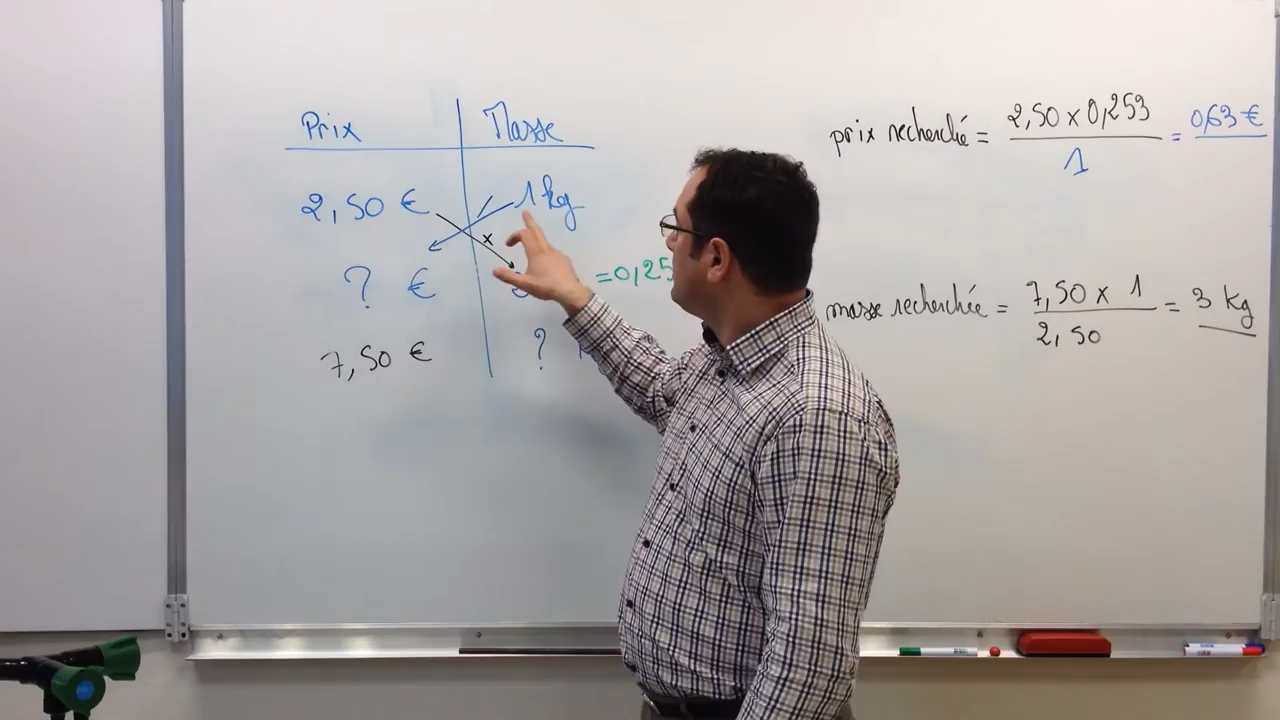 Prix Masse
2,50 € 1 kg
x
? € = 0,25
7,50 € ?
prix recherché = 2,50 x 0,253 / 1 = 0,63 €
masse recherchée = 7,50 x 1 / 2,50 = 3 kg